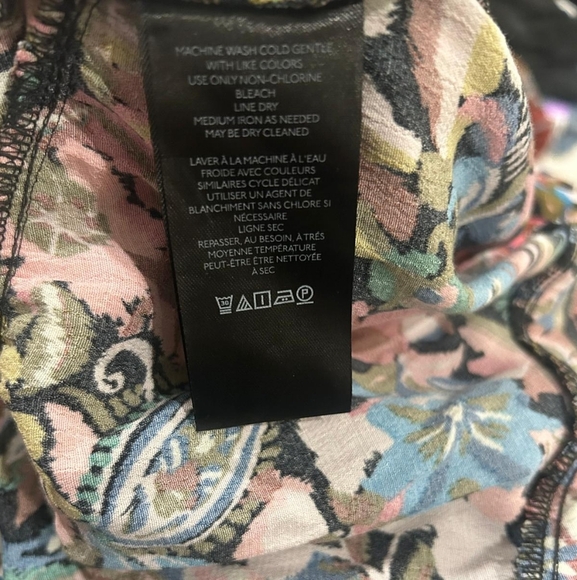 MACHINE WASH COLD GENTLE
WITH LIKE COLORS
USE ONLY NON-CHLORINE
BLEACH
LINE DRY
MEDIUM IRON AS NEEDED
MAY BE DRY CLEANED
LAVER À LA MACHINE À L'EAU
FROIDE AVEC COULEURS
SIMILAIRES CYCLE DÉLICAT
UTILISER UN AGENT DE
BLANCHIMENT SANS CHLORE SI
NÉCESSAIRE
LIGNE SEC
REPASSER, AU BESOIN, À TRÉS
MOYENNE TEMPÉRATURE
PEUT-ÊTRE ÊTRE NETTOYÉE
À SEC
30 P